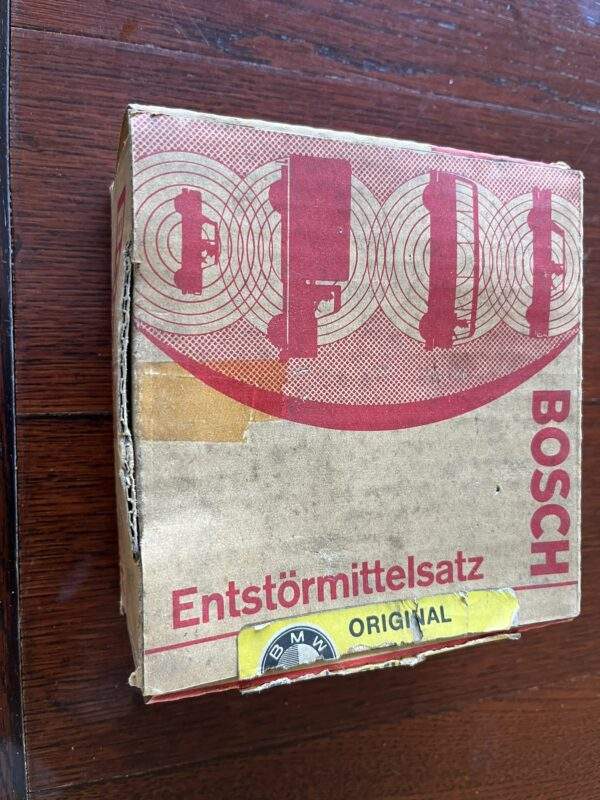 BOSCH
Entstörmittelsatz
BMW
ORIGINAL